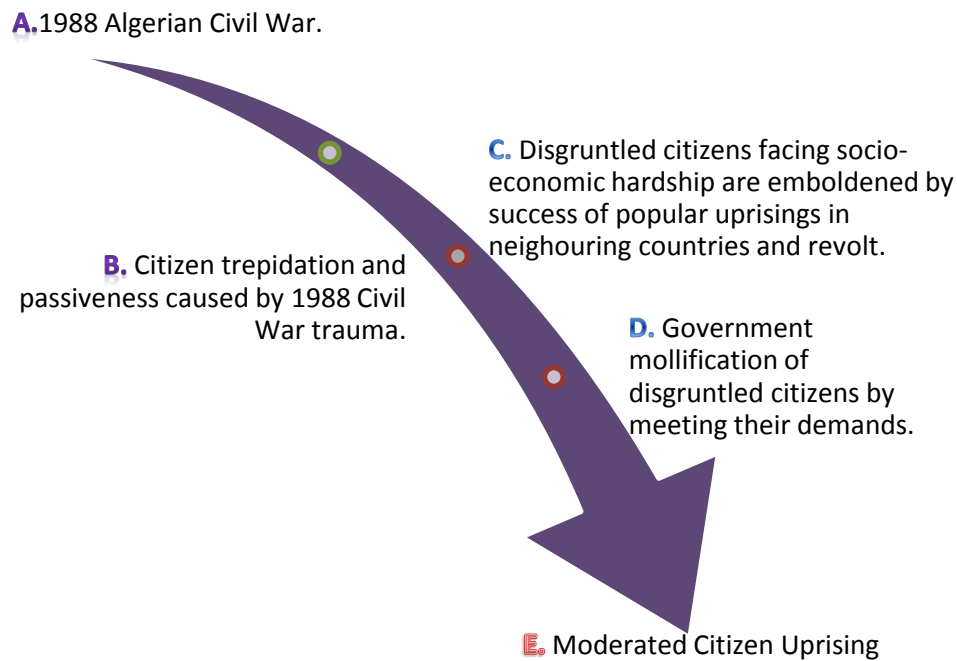 A.1988 Algerian Civil War.
B. Citizen trepidation and
passiveness caused by 1988 Civil
War trauma.
C. Disgruntled citizens facing socio-
economic hardship are emboldened by
success of popular uprisings in
neighouring countries and revolt.
D. Government
mollification of
disgruntled citizens by
meeting their demands.
E. Moderated Citizen Uprising